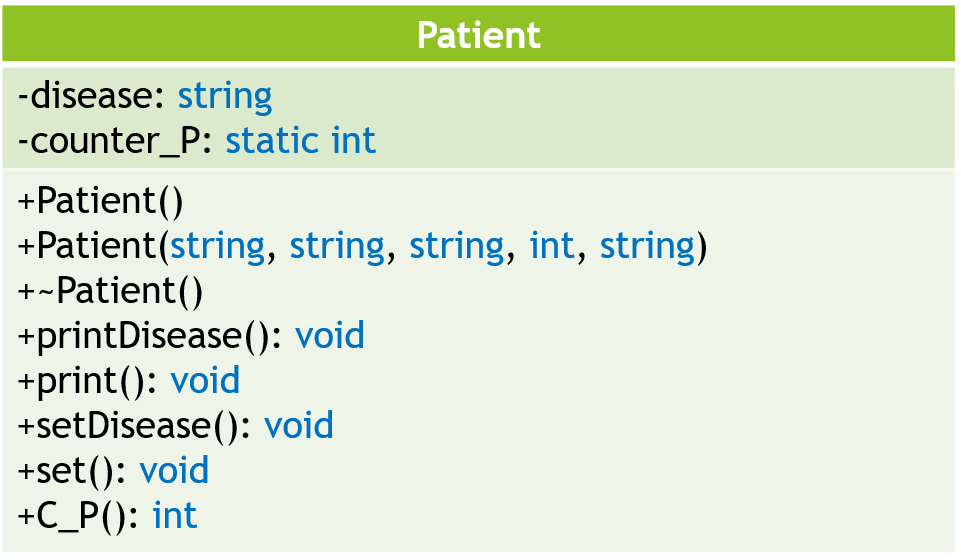 Patient
-disease: string
-counter_P: static int
+Patient()
+Patient(string, string, string, int, string)
+~Patient()
+printDisease(): void
+print(): void
+setDisease(): void
+set(): void
+C_P(): int